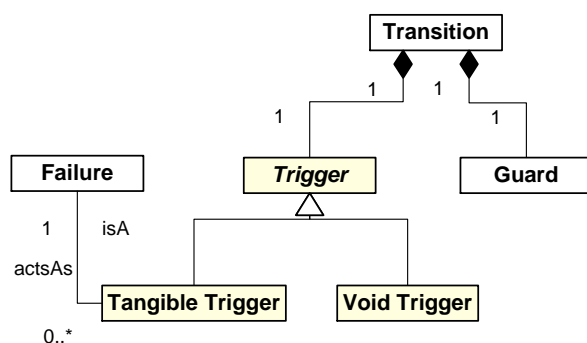 Transition
1
1
1
1
Failure
Trigger
Guard
1
isA
actsAs
Tangible Trigger
Void Trigger
0..*